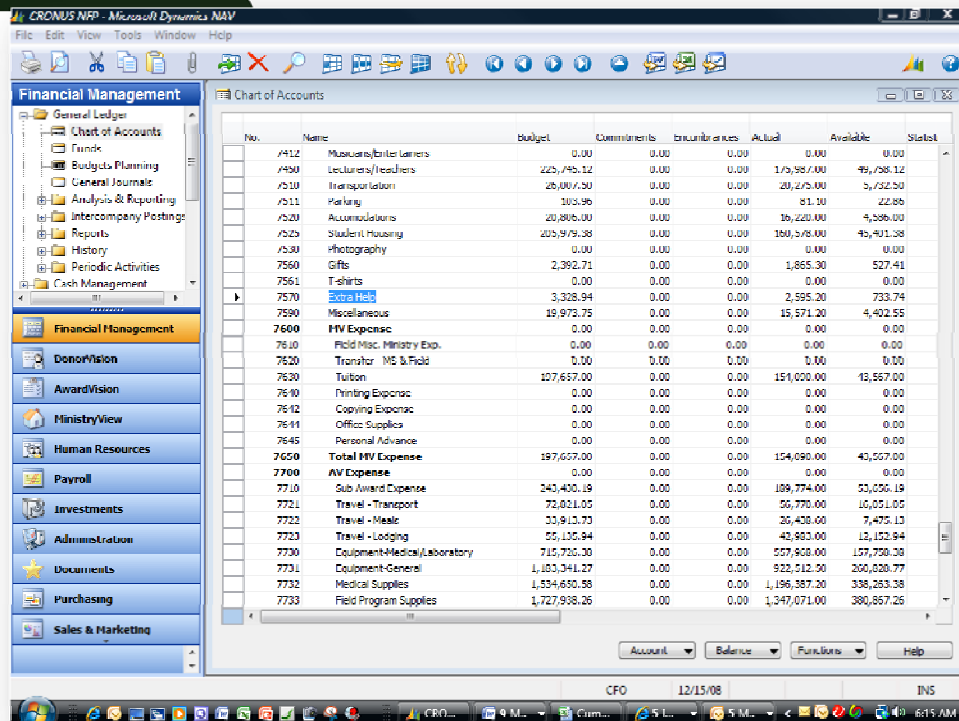 CRONUS NFP - Microsoft Dynamics NAV
File Edit View Tools Window Help
Financial Management
General Ledger
Chart of Accounts
Funds
Budgets Planning
General Journals
Analysis & Reporting
Intercompany Postings
Reports
History
Periodic Activities
Cash Management
Financial Management
DonorVision
AwardVision
MinistryView
Human Resources
Payroll
Investments
Administration
Documents
Purchasing
Sales & Marketing
Chart of Accounts
No. Name Budget Commitments Encumbrances Actual Available Statist
7412 Musicians/Entertainers 0.00 0.00 0.00 0.00 0.00
7450 Lecturers/Teachers 225,745.12 0.00 0.00 175,987.00 49,758.12
7510 Transportation 26,007.50 0.00 0.00 20,275.00 5,732.50
7511 Parking 103.96 0.00 0.00 81.10 22.86
7520 Accomodations 20,806.00 0.00 0.00 16,220.00 4,586.00
7525 Student Housing 205,979.38 0.00 0.00 160,578.00 45,401.38
7530 Photography 0.00 0.00 0.00 0.00 0.00
7560 Gifts 2,392.71 0.00 0.00 1,865.30 527.41
7561 T-shirts 0.00 0.00 0.00 0.00 0.00
7570 Extra Help 3,328.94 0.00 0.00 2,595.20 733.74
7590 Miscellaneous 19,973.75 0.00 0.00 15,571.20 4,402.55
7600 MV Expense 0.00 0.00 0.00 0.00 0.00
7610 Field Misc. Ministry Exp. 0.00 0.00 0.00 0.00 0.00
7620 Transfer - MS & Field 0.00 0.00 0.00 0.00 0.00
7630 Tuition 197,657.00 0.00 0.00 154,090.00 43,567.00
7640 Printing Expense 0.00 0.00 0.00 0.00 0.00
7642 Copying Expense 0.00 0.00 0.00 0.00 0.00
7644 Office Supplies 0.00 0.00 0.00 0.00 0.00
7645 Personal Advance 0.00 0.00 0.00 0.00 0.00
7650 Total MV Expense 197,657.00 0.00 0.00 154,090.00 43,567.00
7700 AV Expense 0.00 0.00 0.00 0.00 0.00
7710 Sub Award Expense 243,430.19 0.00 0.00 189,774.00 53,656.19
7721 Travel - Transport 72,821.05 0.00 0.00 56,770.00 16,051.05
7722 Travel - Meals 33,913.73 0.00 0.00 26,438.60 7,475.13
7723 Travel - Lodging 55,135.94 0.00 0.00 42,983.00 12,152.94
7730 Equipment-Medical/Laboratory 715,726.38 0.00 0.00 557,968.00 157,758.38
7731 Equipment-General 1,183,341.27 0.00 0.00 922,512.50 260,828.77
7732 Medical Supplies 1,534,650.58 0.00 0.00 1,196,387.20 338,263.38
7733 Field Program Supplies 1,727,938.26 0.00 0.00 1,347,071.00 380,867.26
Account Balance Functions Help
CFO 12/15/08 INS
CRO... 9 M... Cum... 5 I... 5 M... 6:15 AM